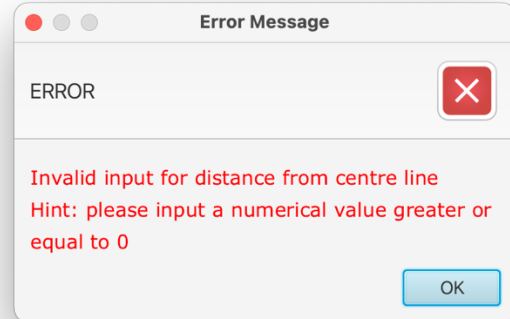 Error Message
ERROR
Invalid input for distance from centre line
Hint: please input a numerical value greater or
equal to 0
OK